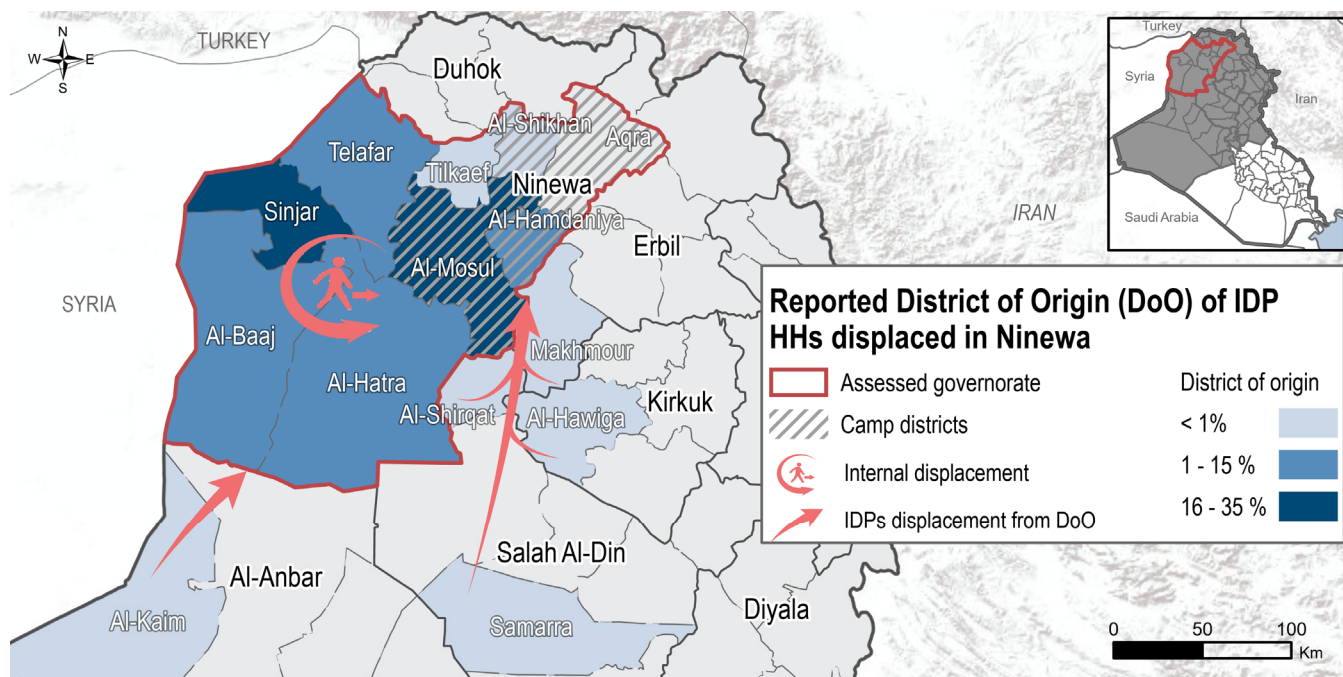 N
W E
S
TURKEY
Duhok
Al-Shikhan
Aqra
Telafar
Tilkaef
Ninewa
Sinjar
Al-Hamdaniya
IRAN
Erbil
Al-Mosul
SYRIA
Al-Baaj
Makhmour
Al-Hatra
Al-Shirqat
Al-Hawiga
Kirkuk
Salah Al-Din
Al-Anbar
Al-Kaim
Samarra
Diyala
Turkey
Syria
Iran
Saudi Arabia
Reported District of Origin (DoO) of IDP
HHs displaced in Ninewa
Assessed governorate
Camp districts
Internal displacement
IDPs displacement from DoO
District of origin
< 1%
1 - 15 %
16 - 35 %
0 50 100
Km